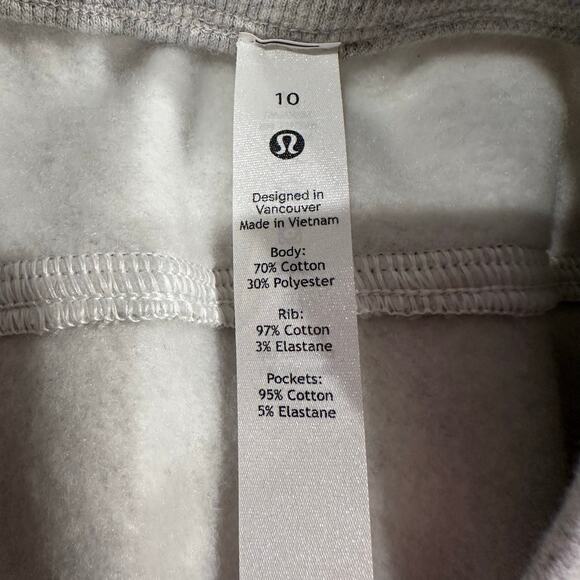 10
Designed in
Vancouver
Made in Vietnam
Body:
70% Cotton
30% Polyester
Rib:
97% Cotton
3% Elastane
Pockets:
95% Cotton
5% Elastane